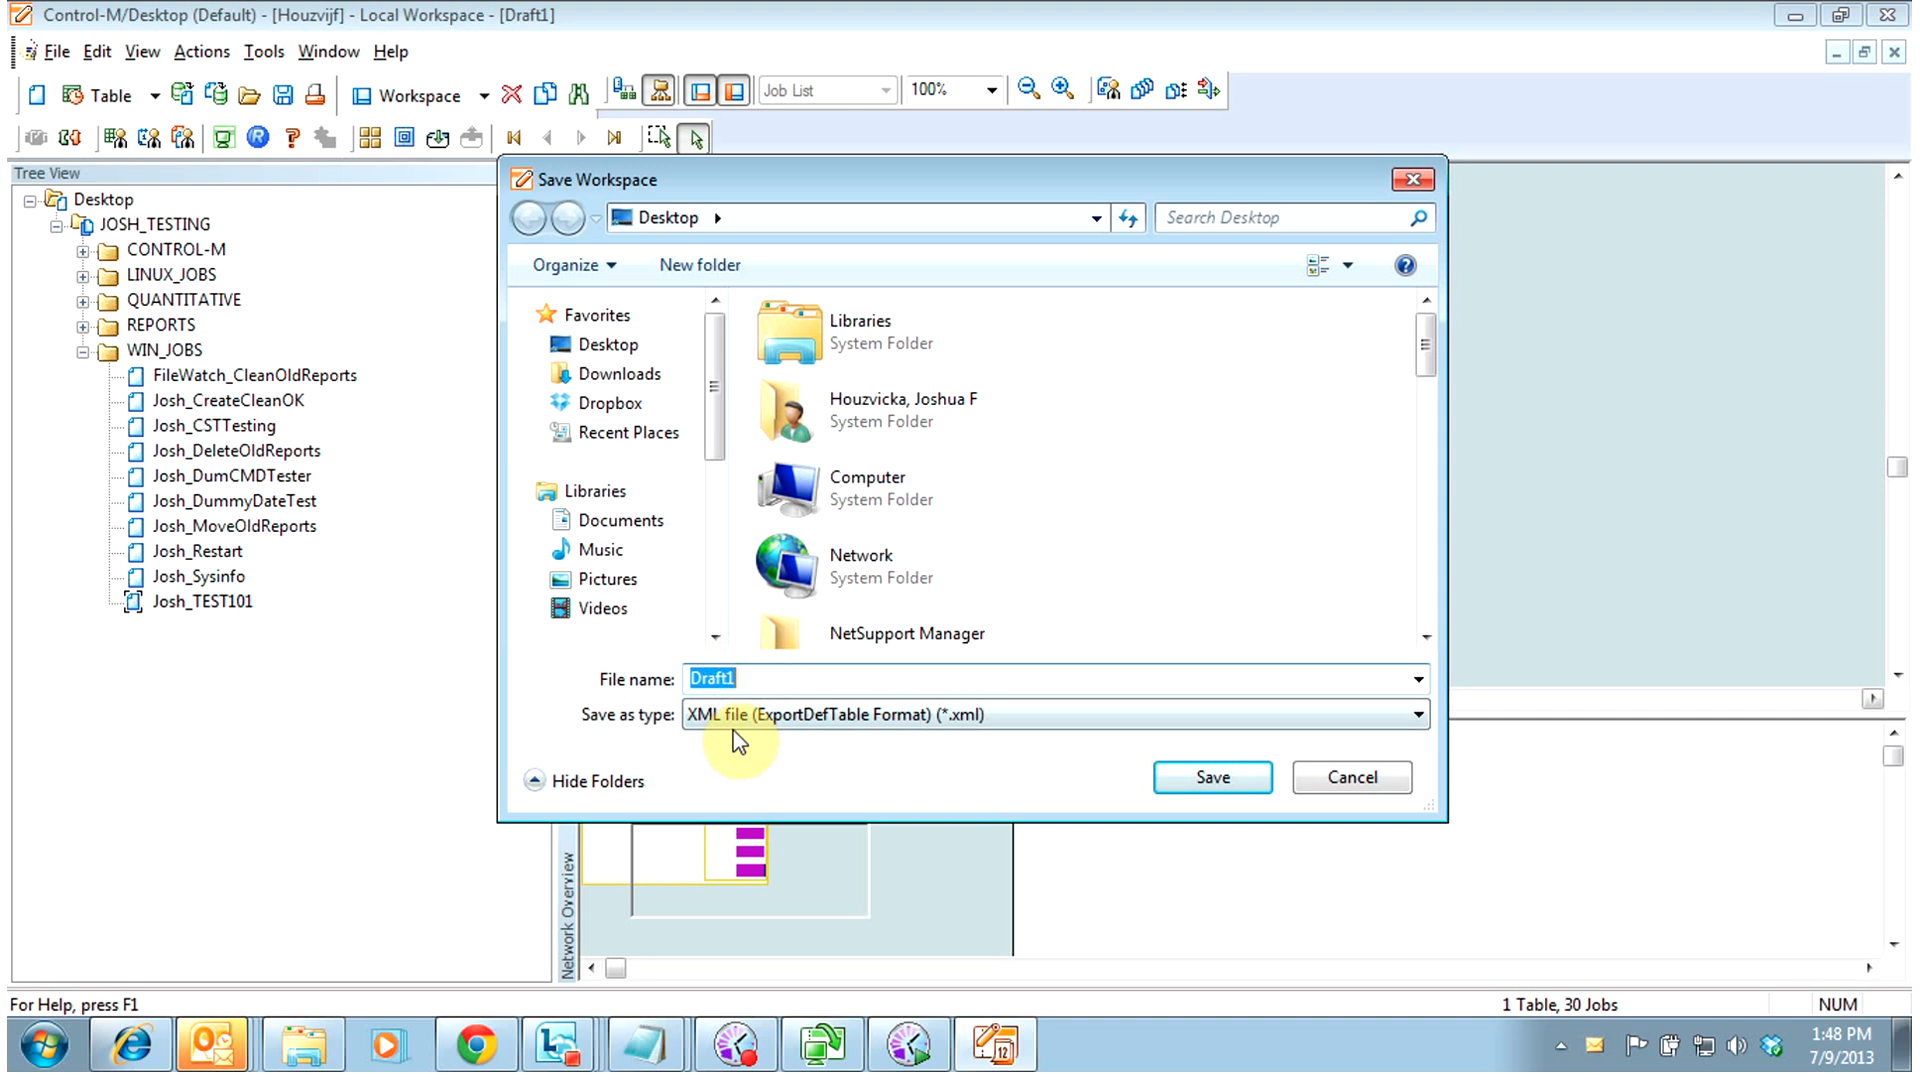 Control-M/Desktop (Default) - [Houzvijf] - Local Workspace - [Draft1]
File Edit View Actions Tools Window Help
Table Workspace Job List 100%
Tree View
Desktop
JOSH_TESTING
CONTROL-M
LINUX_JOBS
QUANTITATIVE
REPORTS
WIN_JOBS
FileWatch_CleanOldReports
Josh_CreateCleanOK
Josh_CSTTesting
Josh_DeleteOldReports
Josh_DumCMDTester
Josh_DummyDateTest
Josh_MoveOldReports
Josh_Restart
Josh_Sysinfo
Josh_TEST101
Save Workspace
Desktop
Search Desktop
Organize New folder
Favorites
Desktop
Downloads
Dropbox
Recent Places
Libraries
Documents
Music
Pictures
Videos
Libraries
System Folder
Houzvicka, Joshua F
System Folder
Computer
System Folder
Network
System Folder
NetSupport Manager
File name: Draft1
Save as type: XML file (ExportDefTable Format) (*.xml)
Hide Folders Save Cancel
Network Overview
For Help, press F1 1 Table, 30 Jobs NUM
12
1:48 PM
7/9/2013